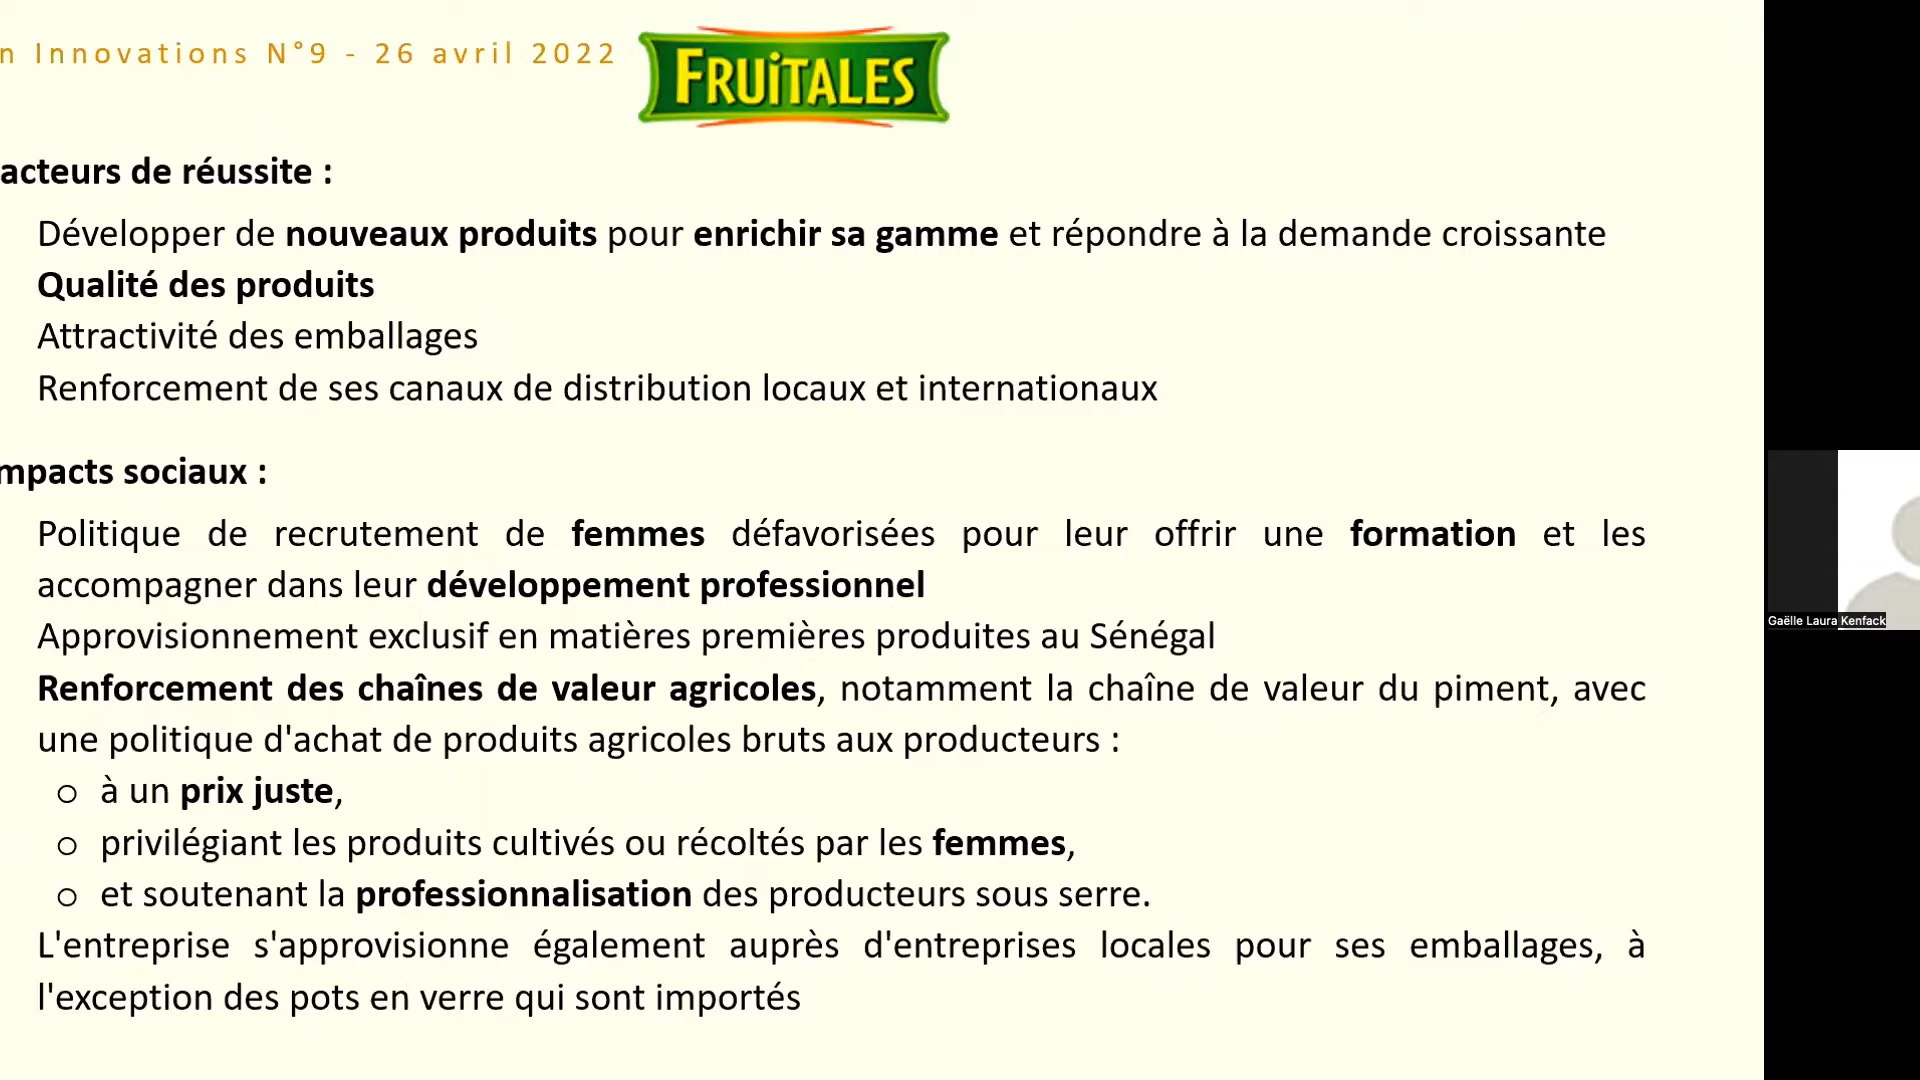 n Innovations N°9 - 26 avril 2022
FRUiTALES
acteurs de réussite :
Développer de nouveaux produits pour enrichir sa gamme et répondre à la demande croissante
Qualité des produits
Attractivité des emballages
Renforcement de ses canaux de distribution locaux et internationaux
mpacts sociaux :
Politique de recrutement de femmes défavorisées pour leur offrir une formation et les
accompagner dans leur développement professionnel
Approvisionnement exclusif en matières premières produites au Sénégal
Renforcement des chaînes de valeur agricoles, notamment la chaîne de valeur du piment, avec
une politique d'achat de produits agricoles bruts aux producteurs :
o à un prix juste,
o privilégiant les produits cultivés ou récoltés par les femmes,
o et soutenant la professionnalisation des producteurs sous serre.
L'entreprise s'approvisionne également auprès d'entreprises locales pour ses emballages, à
l'exception des pots en verre qui sont importés
Gaëlle Laura Kenfack